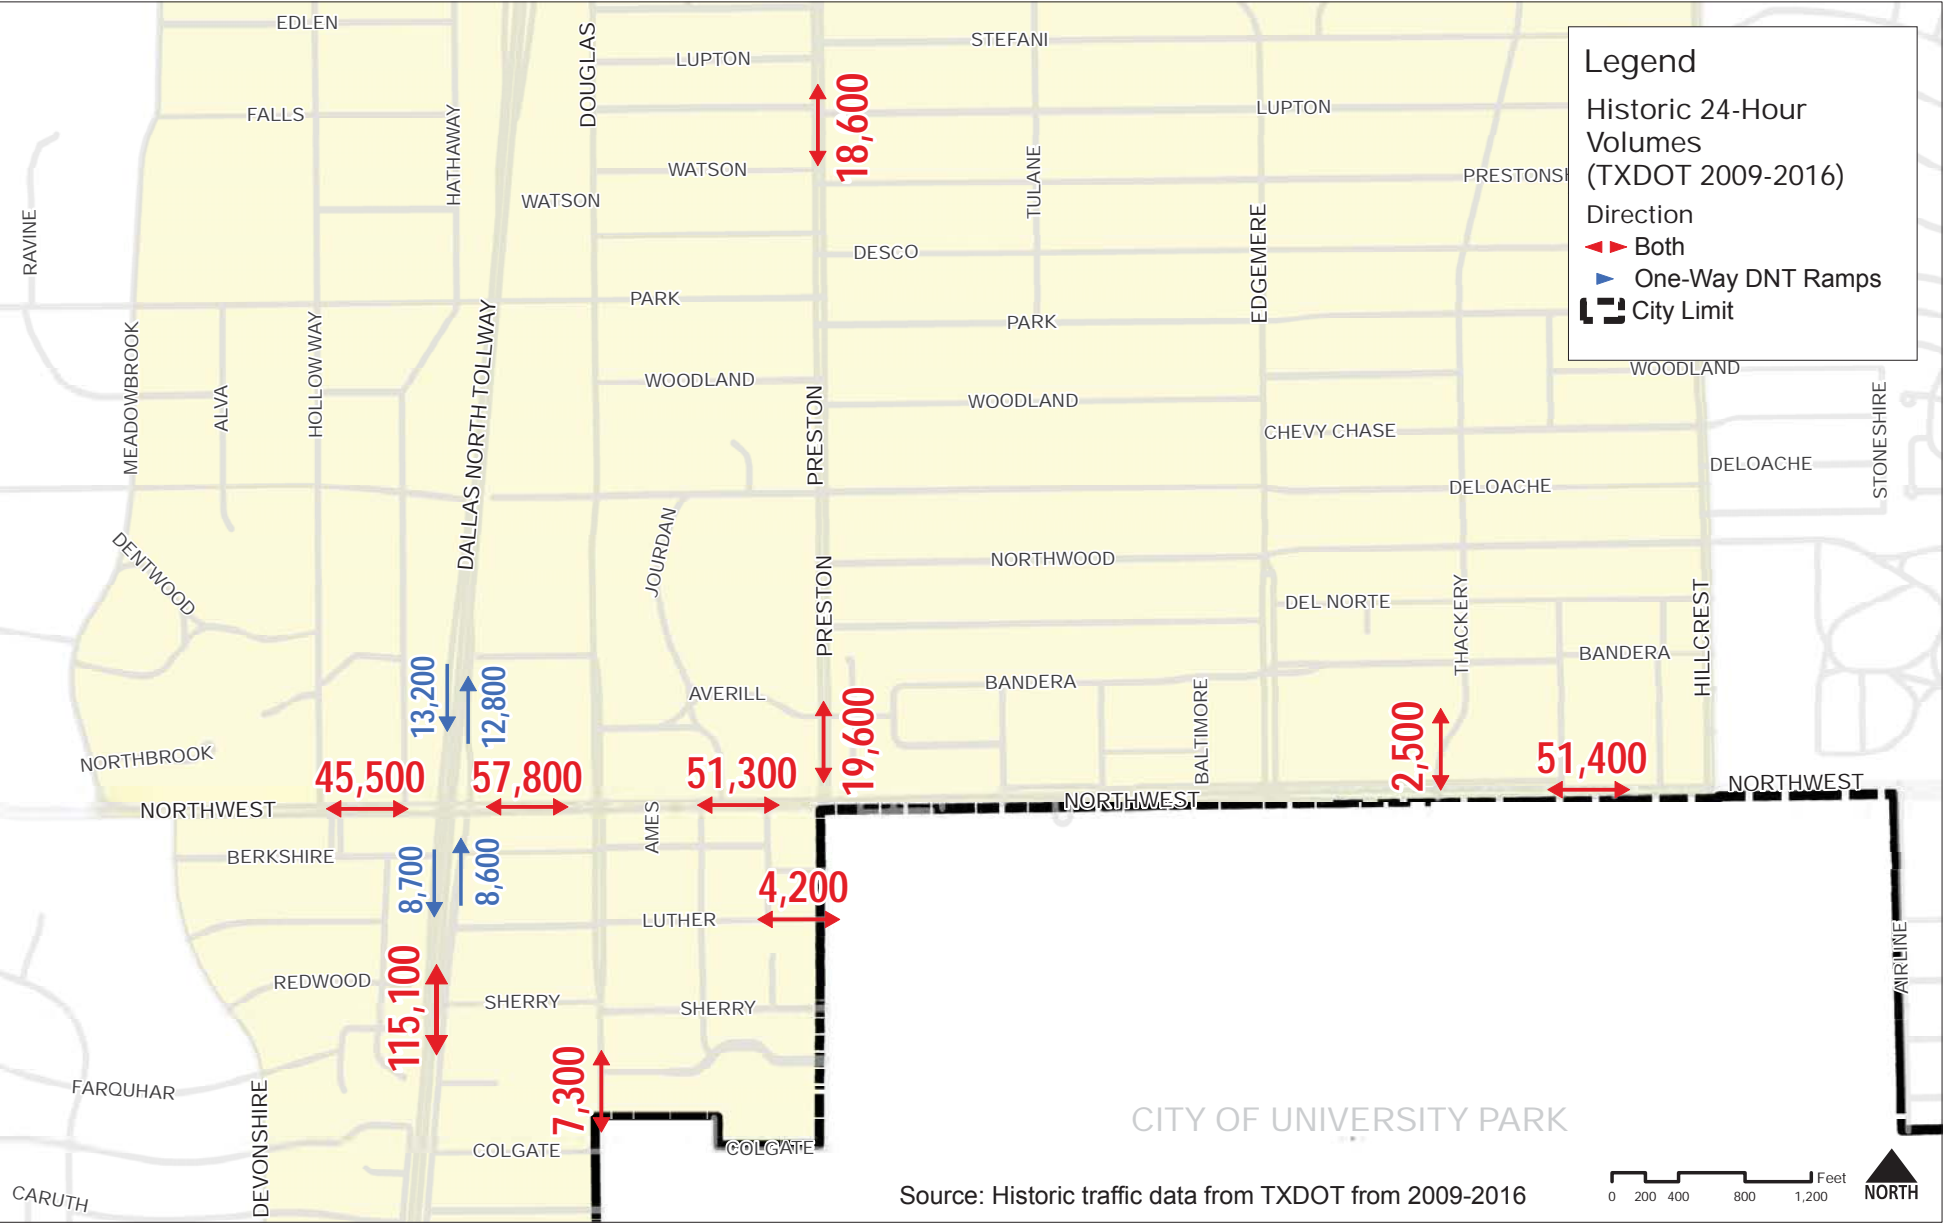 EDLEN
DOUGLAS
LUPTON
STEFANI
Legend
Historic 24-Hour
Volumes
(TXDOT 2009-2016)
Direction
Both
One-Way DNT Ramps
City Limit
FALLS
HATHAWAY
18,600
LUPTON
WATSON
WATSON
TULANE
PRESTONSH
RAVINE
DESCO
EDGEMERE
PARK
PARK
MEADOWBROOK
ALVA
HOLLOWWAY
DALLAS NORTH TOLLWAY
WOODLAND
PRESTON
WOODLAND
WOODLAND
STONESHIRE
CHEVY CHASE
DELOACHE
DELOACHE
DENTWOOD
JOURDAN
PRESTON
NORTHWOOD
DEL NORTE
THACKERY
HILLCREST
BANDERA
13,200
12,800
AVERILL
BANDERA
BALTIMORE
19,600
2,500
NORTHBROOK
45,500
57,800
51,300
51,400
NORTHWEST
NORTHWEST
NORTHWEST
AMES
BERKSHIRE
8,700
8,600
4,200
LUTHER
AIRLINE
115,100
REDWOOD
SHERRY
SHERRY
7,300
FARQUHAR
DEVONSHIRE
COLGATE
COLGATE
CITY OF UNIVERSITY PARK
CARUTH
Source: Historic traffic data from TXDOT from 2009-2016
0 200 400 800 1,200 Feet
NORTH